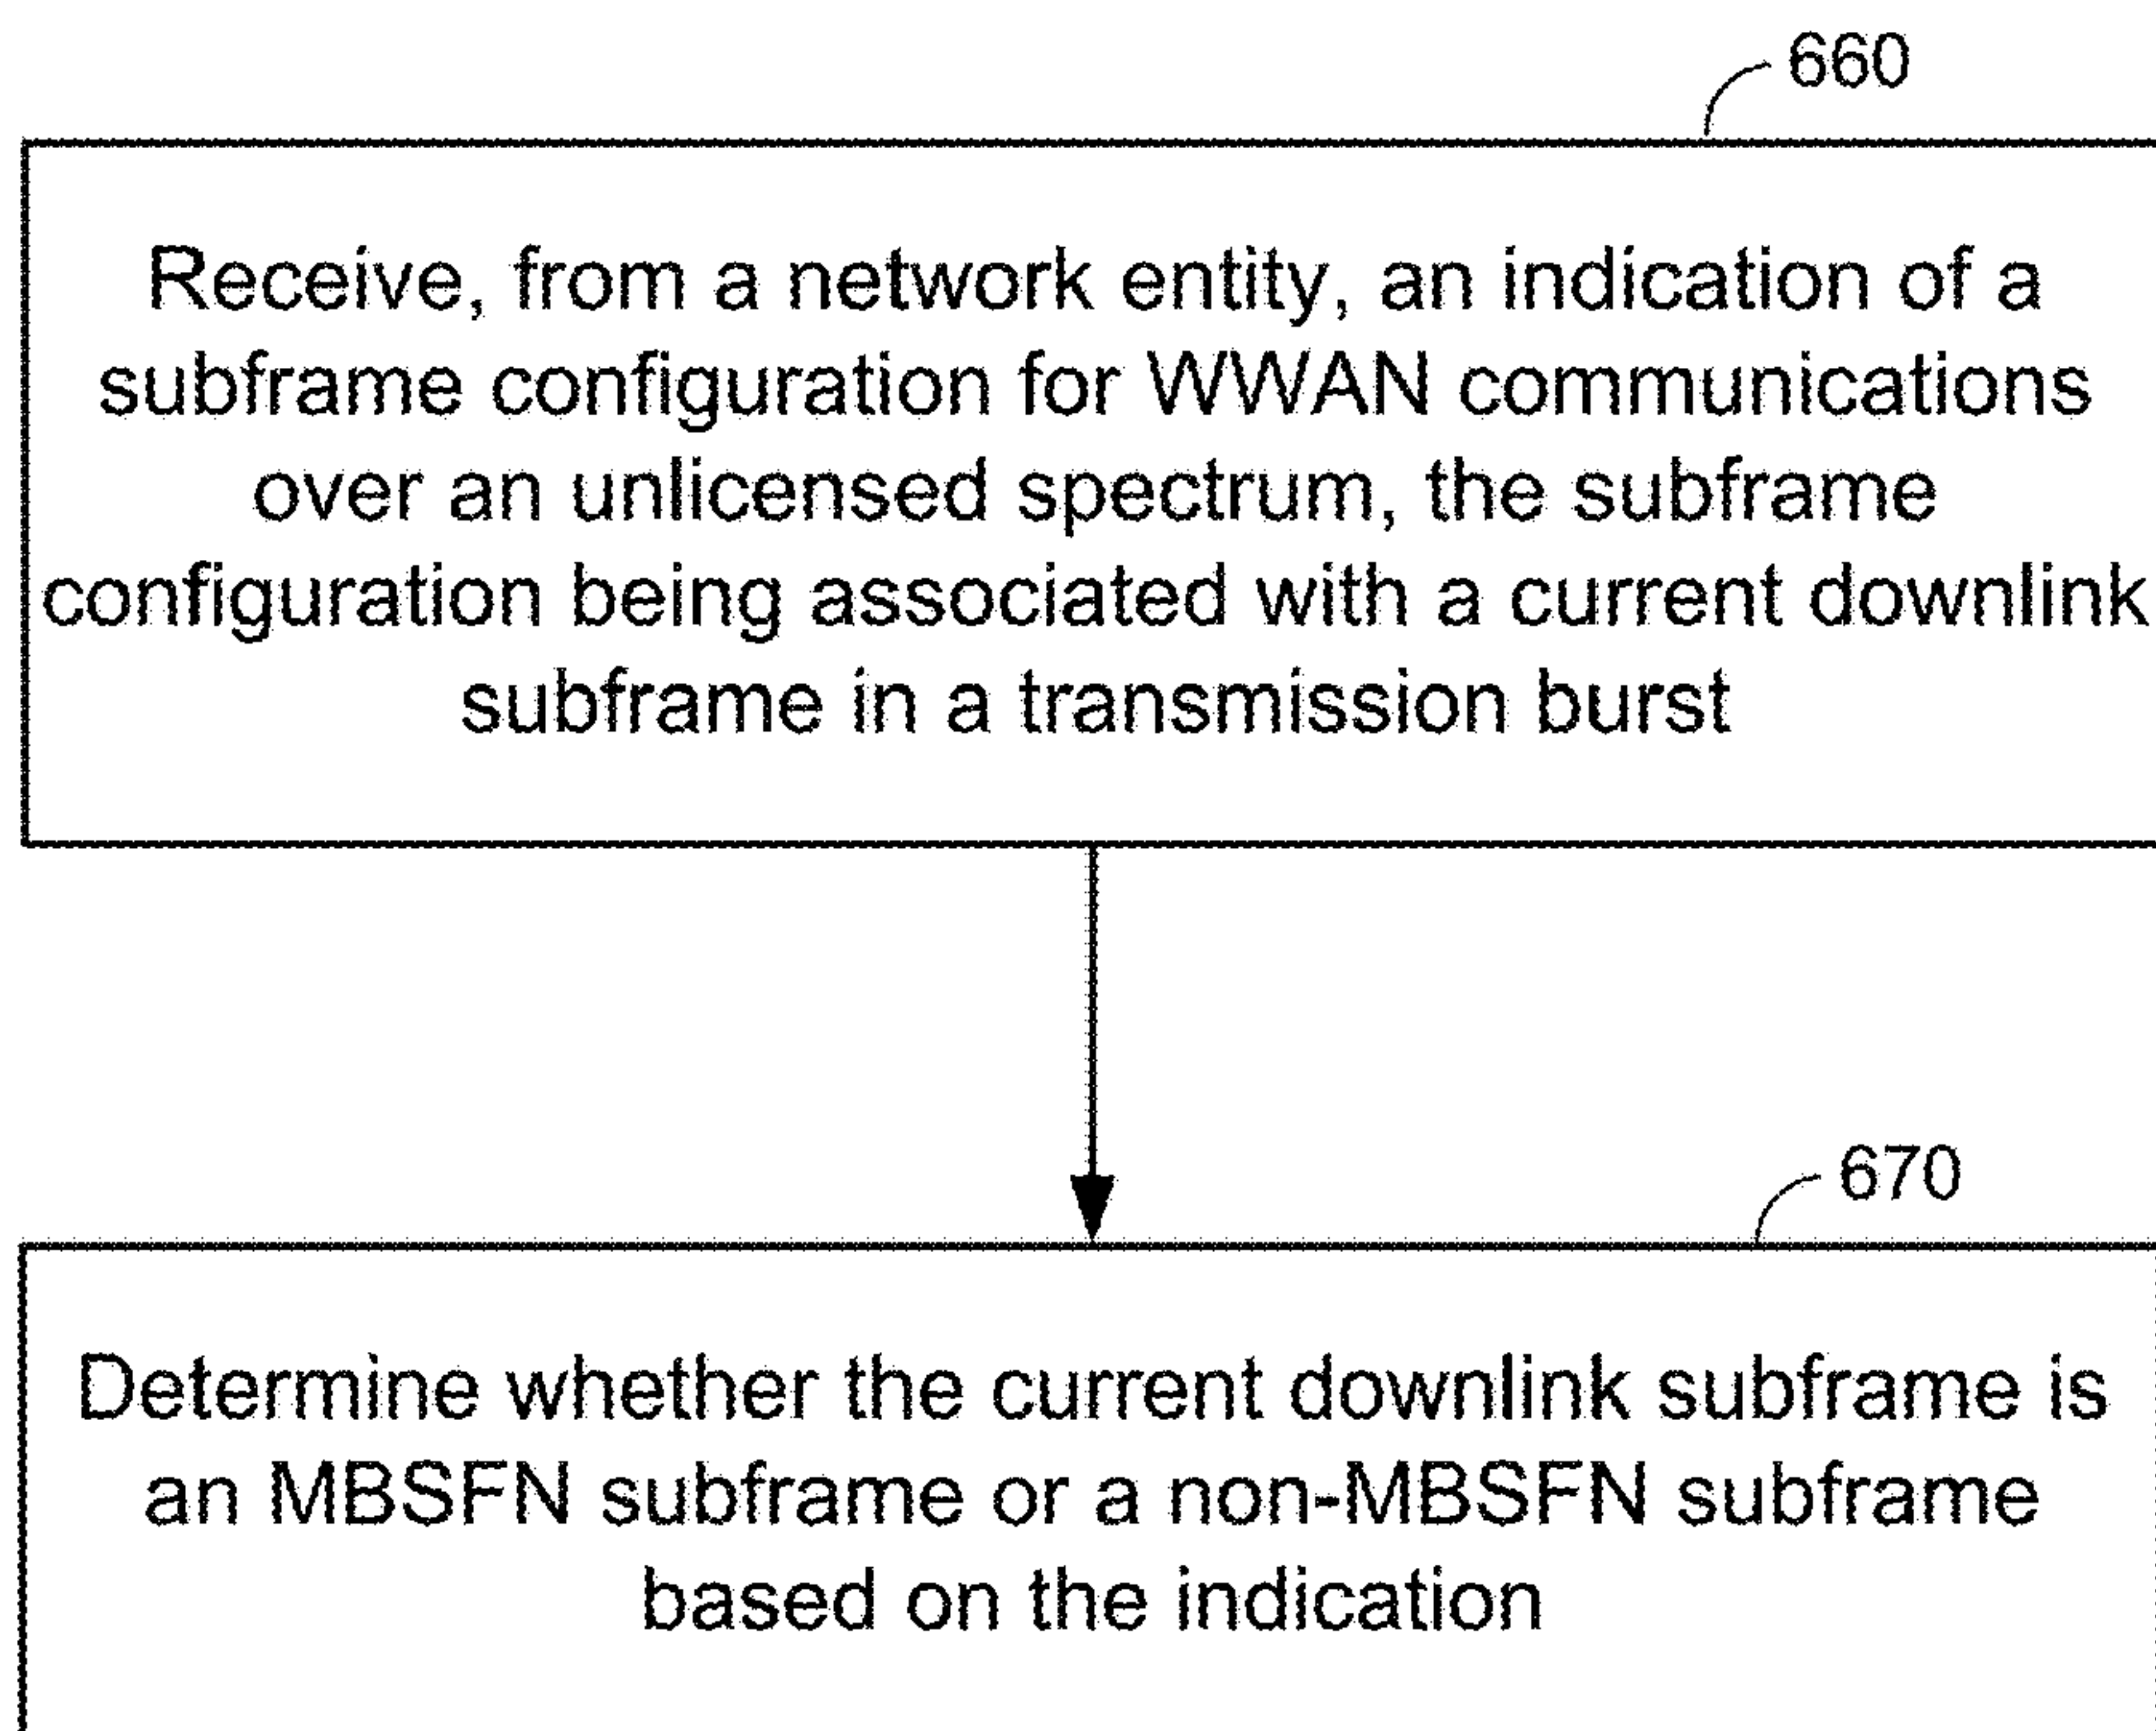 660
Receive, from a network entity, an indication of a
subframe configuration for WWAN communications
over an unlicensed spectrum, the subframe
configuration being associated with a current downlink
subframe in a transmission burst
670
Determine whether the current downlink subframe is
an MBSFN subframe or a non-MBSFN subframe
based on the indication